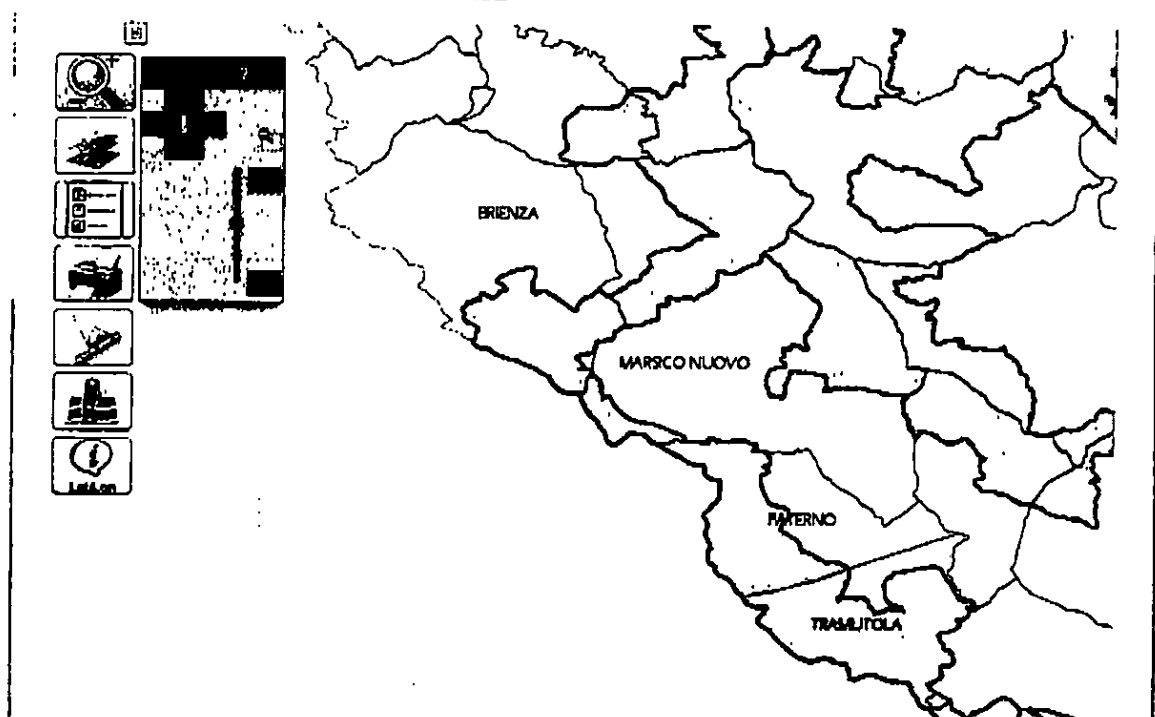 BRIENZA
MARSICO NUOVO
PATERNO
TRAMUTOLA
Lat/Lon